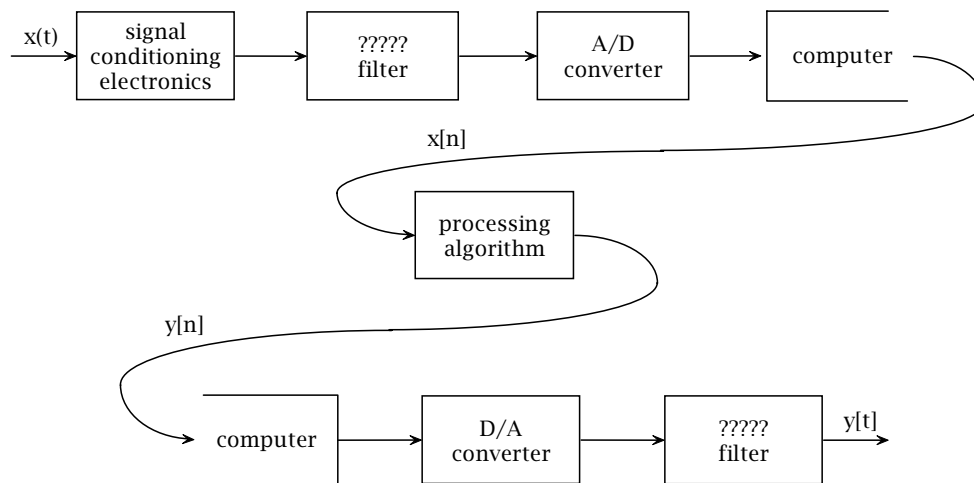 x(t)
signal
conditioning
electronics
?????
filter
A/D
converter
computer
x[n]
processing
algorithm
y[n]
computer
D/A
converter
?????
filter
y[t]